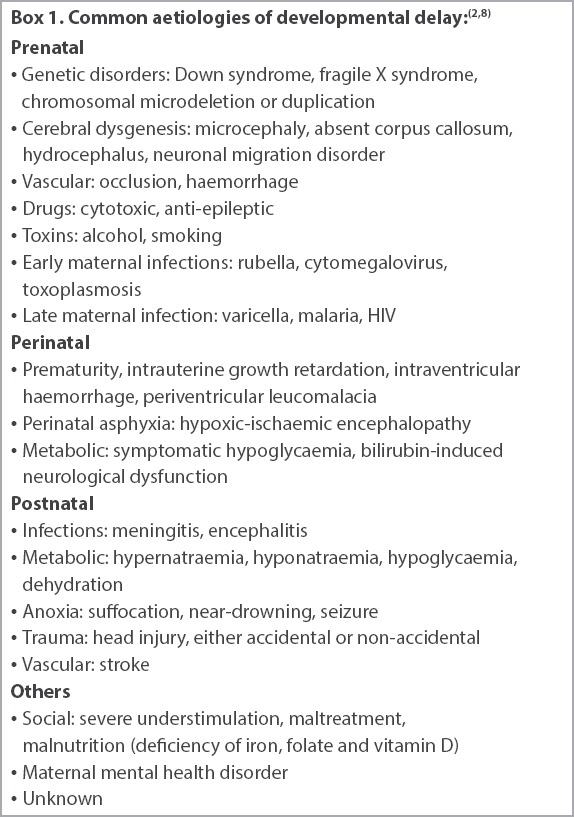 Box 1. Common aetiologies of developmental delay:(2,8)
Prenatal
• Genetic disorders: Down syndrome, fragile X syndrome,
chromosomal microdeletion or duplication
• Cerebral dysgenesis: microcephaly, absent corpus callosum,
hydrocephalus, neuronal migration disorder
• Vascular: occlusion, haemorrhage
• Drugs: cytotoxic, anti-epileptic
• Toxins: alcohol, smoking
• Early maternal infections: rubella, cytomegalovirus,
toxoplasmosis
• Late maternal infection: varicella, malaria, HIV
Perinatal
• Prematurity, intrauterine growth retardation, intraventricular
haemorrhage, periventricular leucomalacia
• Perinatal asphyxia: hypoxic-ischaemic encephalopathy
• Metabolic: symptomatic hypoglycaemia, bilirubin-induced
neurological dysfunction
Postnatal
• Infections: meningitis, encephalitis
• Metabolic: hypernatraemia, hyponatraemia, hypoglycaemia,
dehydration
• Anoxia: suffocation, near-drowning, seizure
• Trauma: head injury, either accidental or non-accidental
• Vascular: stroke
Others
• Social: severe understimulation, maltreatment,
malnutrition (deficiency of iron, folate and vitamin D)
• Maternal mental health disorder
• Unknown